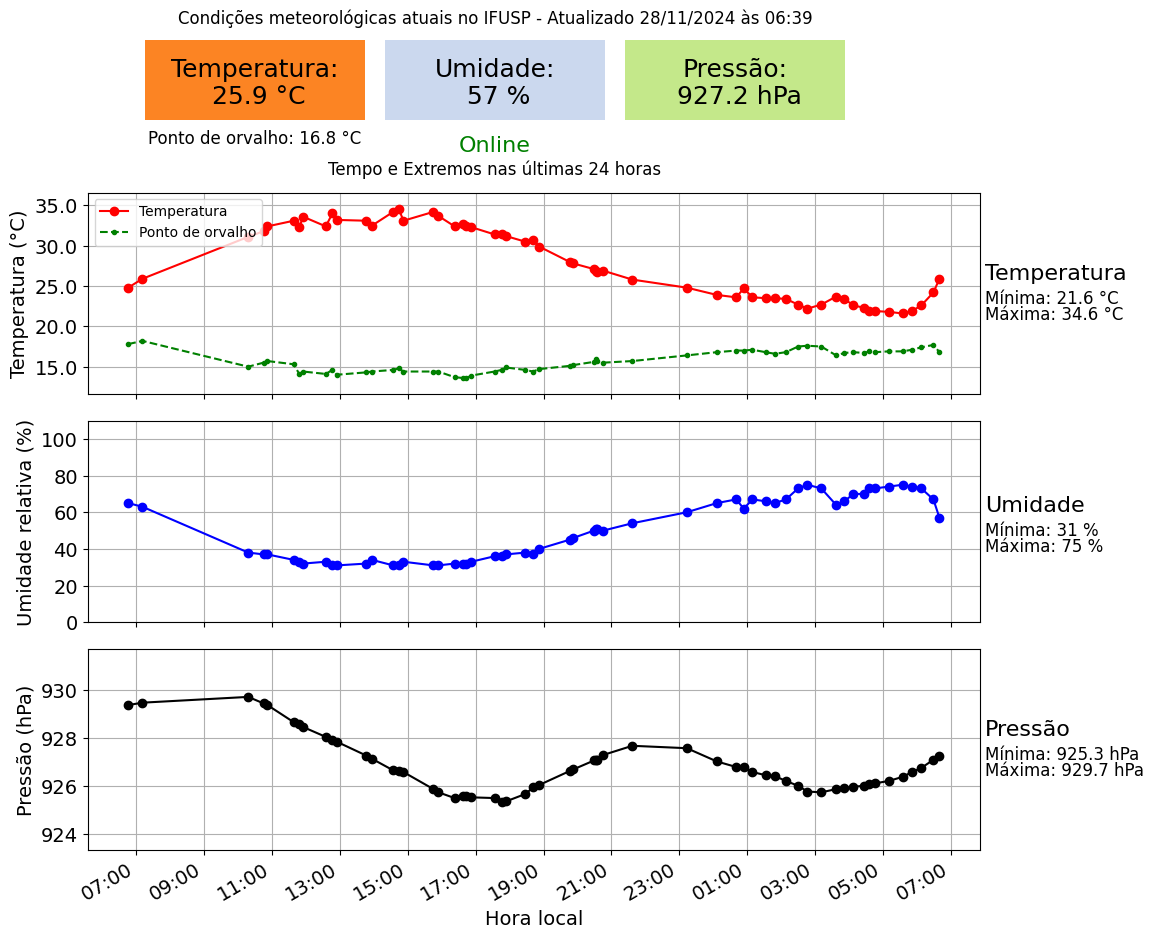 Condições meteorológicas atuais no IFUSP - Atualizado 28/11/2024 às 06:39
Temperatura:
25.9 °C
Umidade:
57 %
Pressão:
927.2 hPa
Ponto de orvalho: 16.8 °C
Online
Tempo e Extremos nas últimas 24 horas
Temperatura (°C)
35.0
30.0
25.0
20.0
15.0
Temperatura
Ponto de orvalho
Temperatura
Mínima: 21.6 °C
Máxima: 34.6 °C
Umidade relativa (%)
100
80
60
40
20
0
Umidade
Mínima: 31 %
Máxima: 75 %
Pressão (hPa)
930
928
926
924
Pressão
Mínima: 925.3 hPa
Máxima: 929.7 hPa
07:00 09:00 11:00 13:00 15:00 17:00 19:00 21:00 23:00 01:00 03:00 05:00 07:00
Hora local